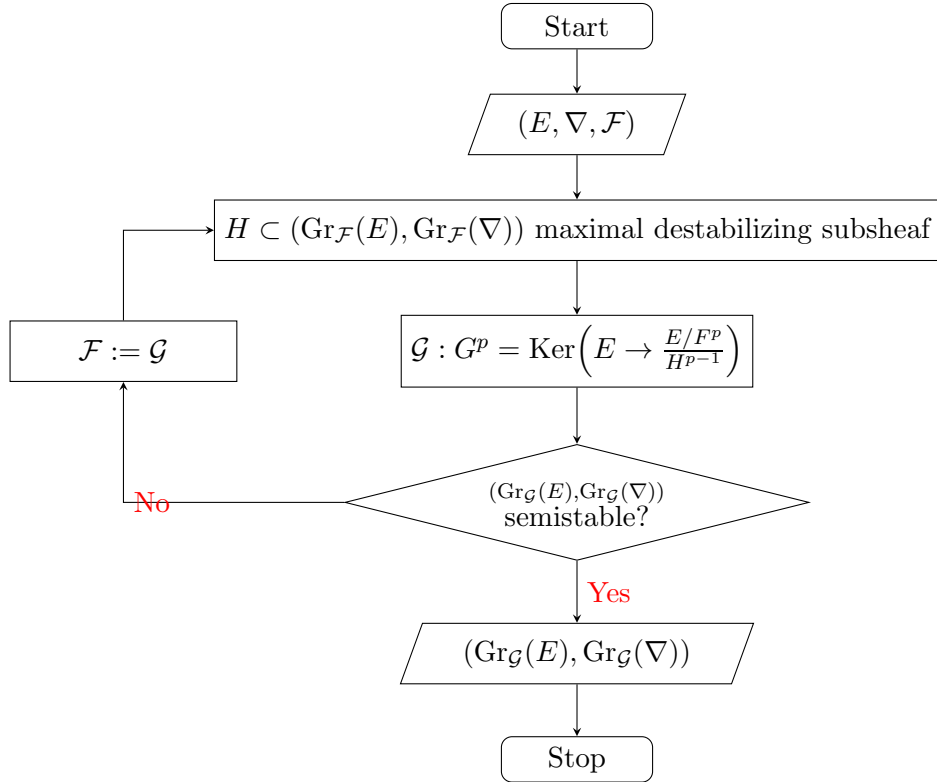 Start
(E, ∇, ℱ)
H ⊂ (Gr_ℱ(E), Gr_ℱ(∇)) maximal destabilizing subsheaf
ℱ := 𝒢
𝒢 : G^p = Ker(E → (E/F^p)/(H^{p−1}))
(Gr_𝒢(E),Gr_𝒢(∇))
semistable?
No
Yes
(Gr_𝒢(E), Gr_𝒢(∇))
Stop